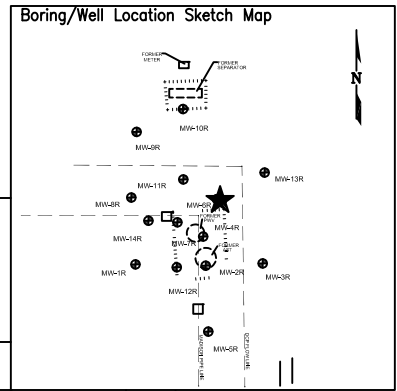 Boring/Well Location Sketch Map
FORMER
METER
FORMER
SEPARATOR
N
MW-10R
MW-9R
MW-13R
MW-11R
MW-8R
MW-6R
FORMER
PWV
MW-4R
MW-14R
MW-7R
FORMER
MW-1R
MW-2R
MW-3R
MW-12R
MW-5R